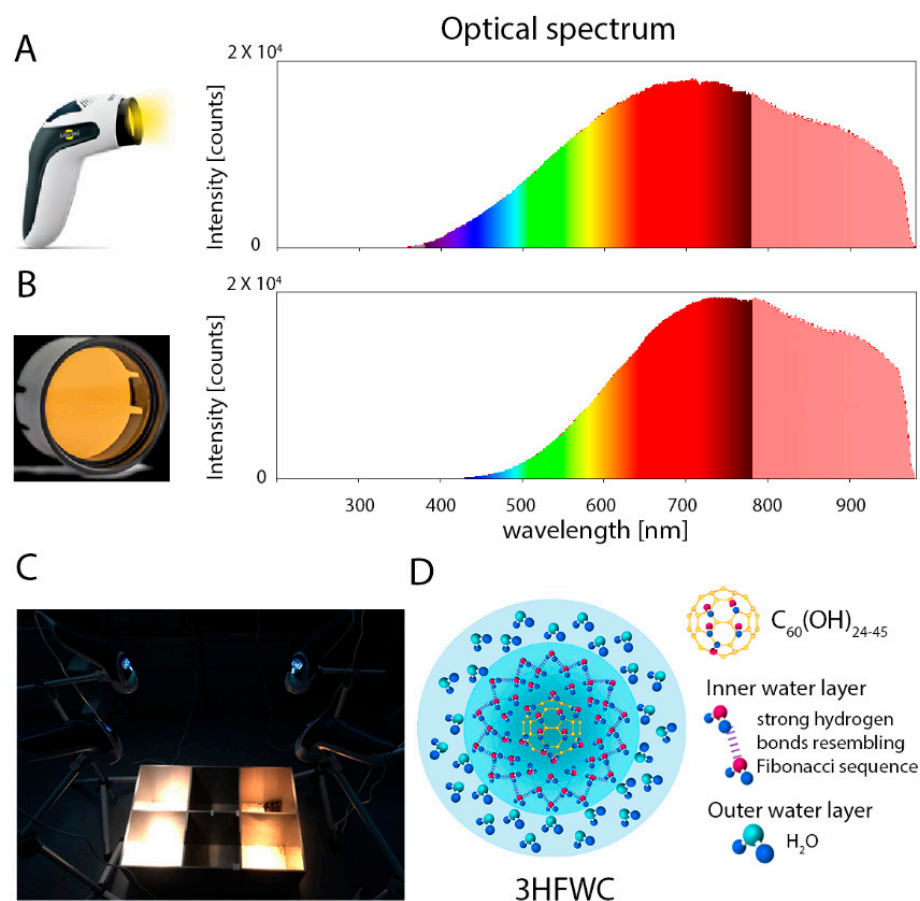 Optical spectrum
A
2 X 10⁴
Intensity [counts]
0
B
2 X 10⁴
Intensity [counts]
0
300 400 500 600 700 800 900
wavelength [nm]
C
D
C₆₀(OH)₂₄₋₄₅
Inner water layer
strong hydrogen
bonds resembling
Fibonacci sequence
Outer water layer
H₂O
3HFWC